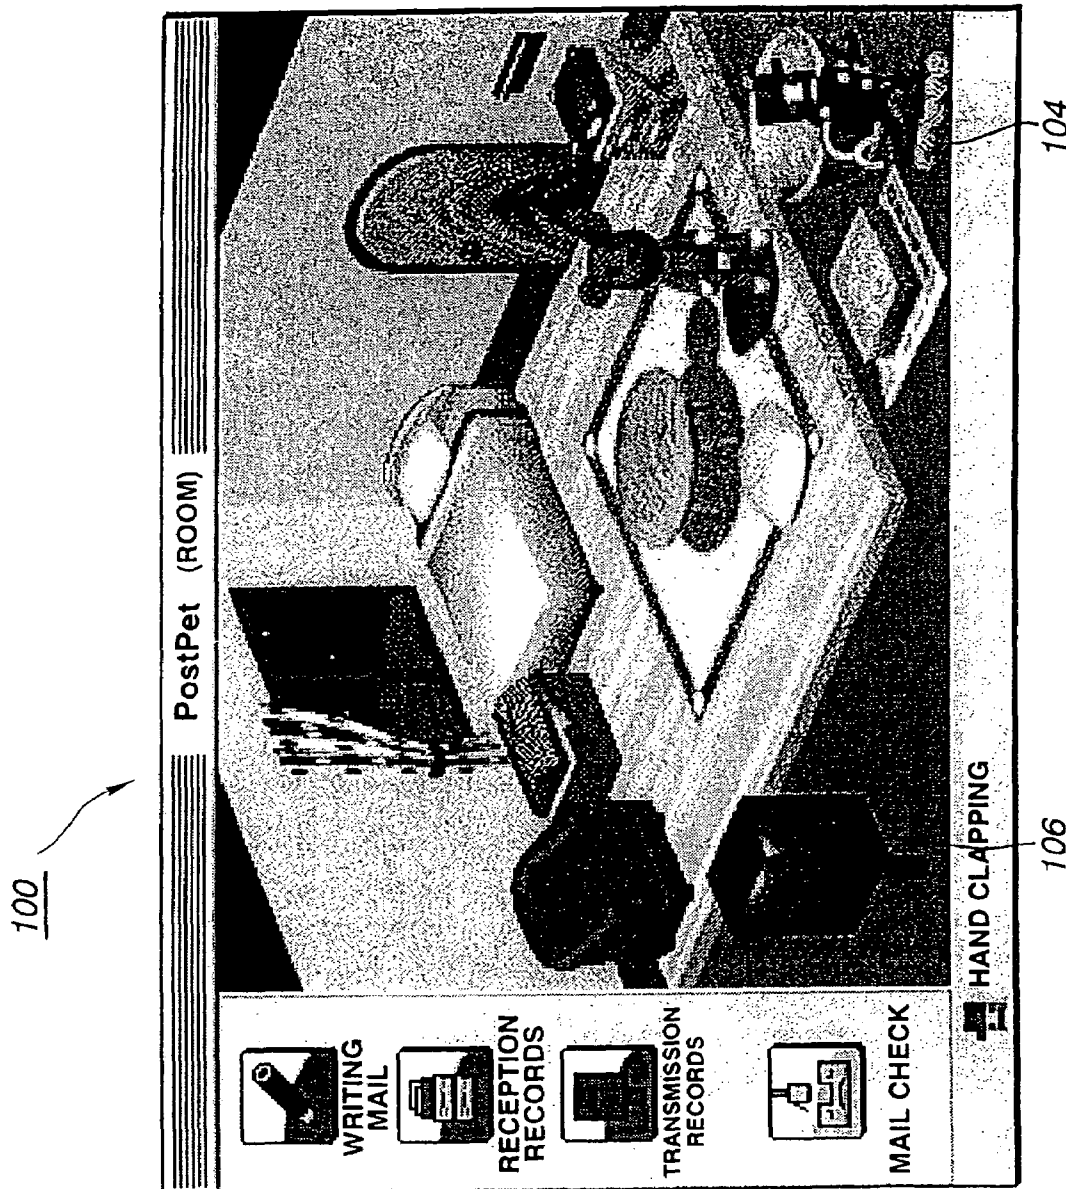 100
PostPet (ROOM)
WRITING
MAIL
RECEPTION
RECORDS
TRANSMISSION
RECORDS
MAIL CHECK
HAND CLAPPING
106
104